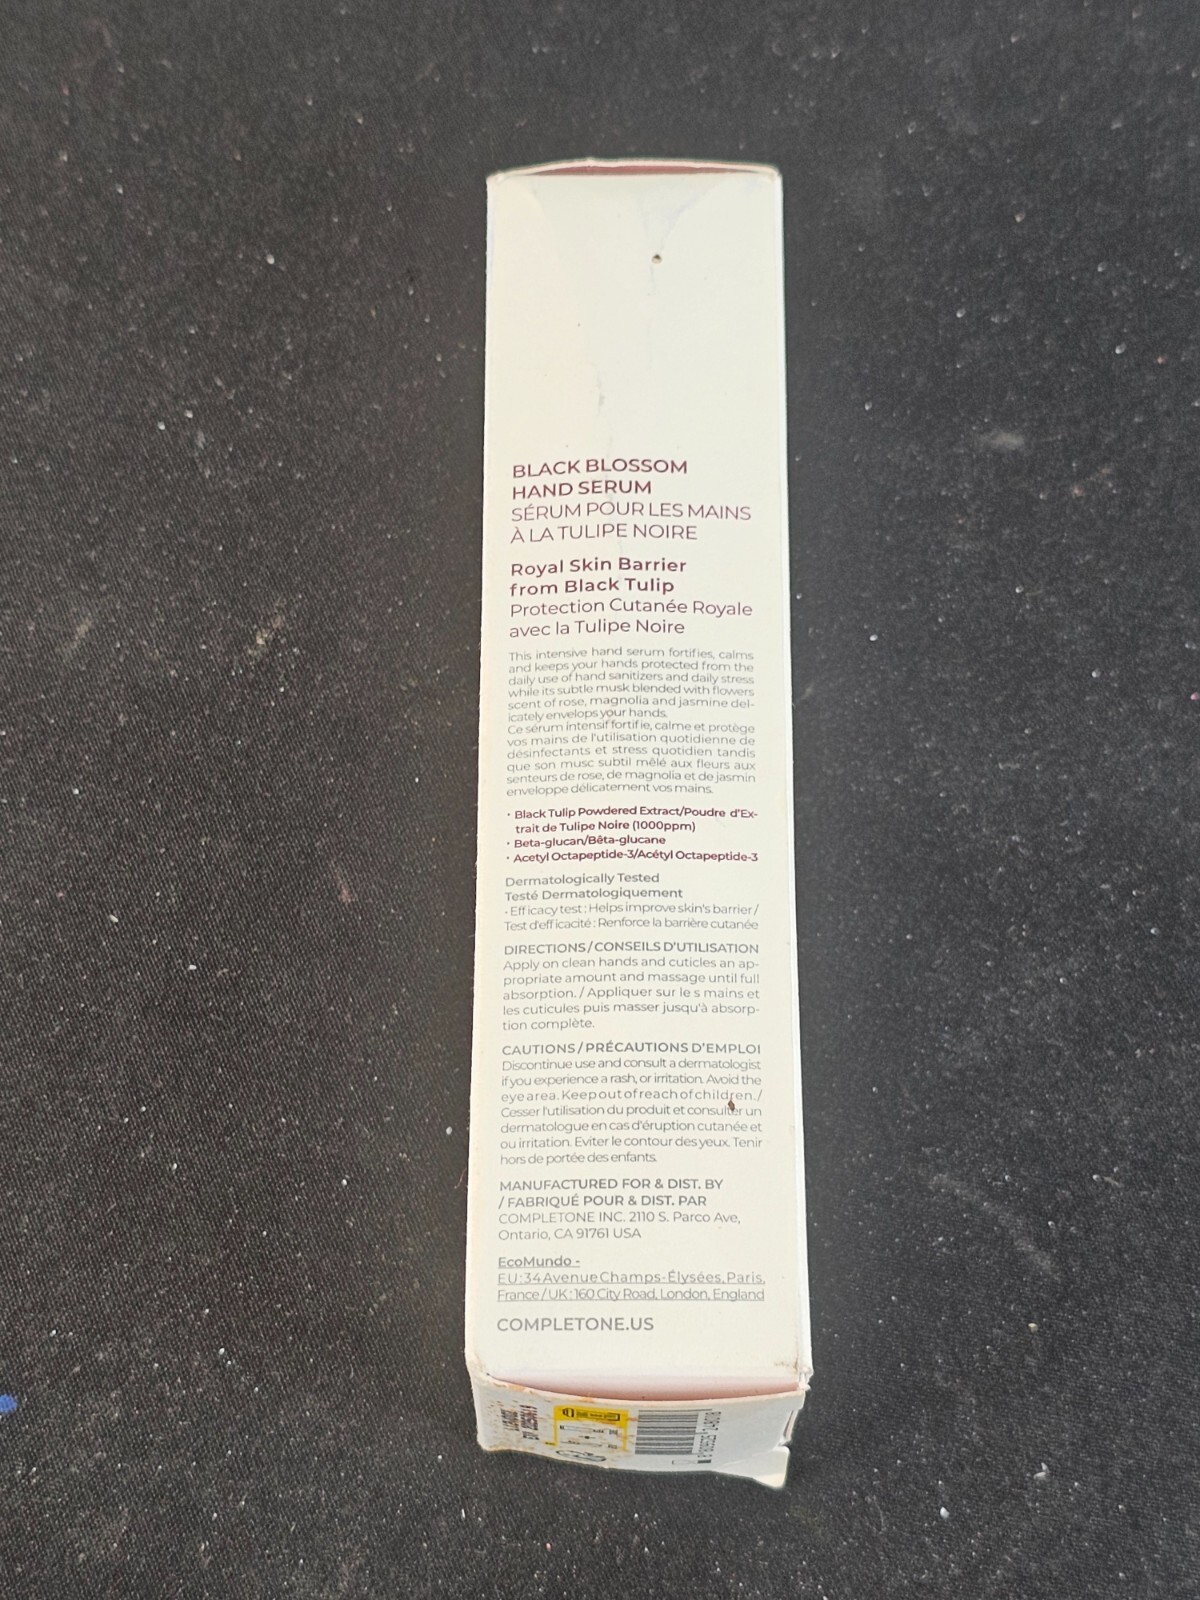 BLACK BLOSSOM
HAND SERUM
SÉRUM POUR LES MAINS
À LA TULIPE NOIRE
Royal Skin Barrier
from Black Tulip
Protection Cutanée Royale
avec la Tulipe Noire
This intensive hand serum fortifies, calms
and keeps your hands protected from the
daily use of hand sanitizers and daily stress
while its subtle musk blended with flowers
scent of rose, magnolia and jasmine del-
icately envelops your hands.
Ce sérum intensif fortifie, calme et protège
vos mains de l'utilisation quotidienne de
désinfectants et stress quotidien tandis
que son musc subtil mêlé aux fleurs aux
senteurs de rose, de magnolia et de jasmin
enveloppe délicatement vos mains.
• Black Tulip Powdered Extract/Poudre d'Ex-
trait de Tulipe Noire (1000ppm)
• Beta-glucan/Bêta-glucane
• Acetyl Octapeptide-3/Acétyl Octapeptide-3
Dermatologically Tested
Testé Dermatologiquement
• Efficacy test : Helps improve skin's barrier /
Test d'efficacité : Renforce la barrière cutanée
DIRECTIONS / CONSEILS D'UTILISATION
Apply on clean hands and cuticles an ap-
propriate amount and massage until full
absorption. / Appliquer sur le s mains et
les cuticules puis masser jusqu'à absorp-
tion complète.
CAUTIONS / PRÉCAUTIONS D'EMPLOI
Discontinue use and consult a dermatologist
if you experience a rash, or irritation. Avoid the
eye area. Keep out of reach of children. /
Cesser l'utilisation du produit et consulter un
dermatologue en cas d'éruption cutanée et
ou irritation. Eviter le contour des yeux. Tenir
hors de portée des enfants.
MANUFACTURED FOR & DIST. BY
/ FABRIQUÉ POUR & DIST. PAR
COMPLETONE INC. 2110 S. Parco Ave,
Ontario, CA 91761 USA
EcoMundo -
EU : 34 Avenue Champs-Élysées, Paris,
France / UK : 160 City Road, London, England
COMPLETONE.US